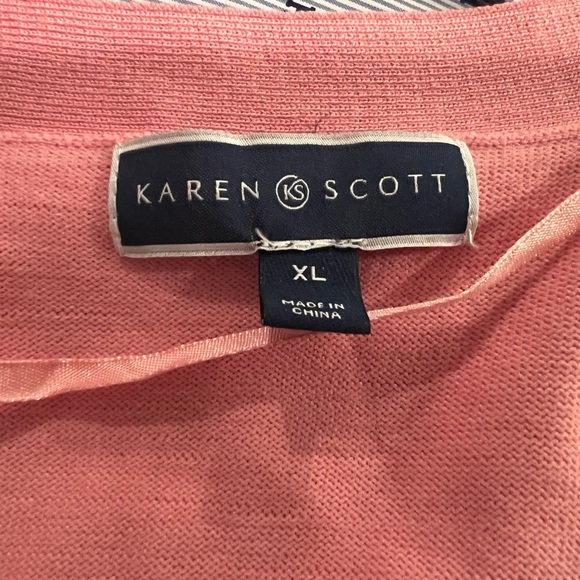 KAREN KS SCOTT
XL
MADE IN
CHINA